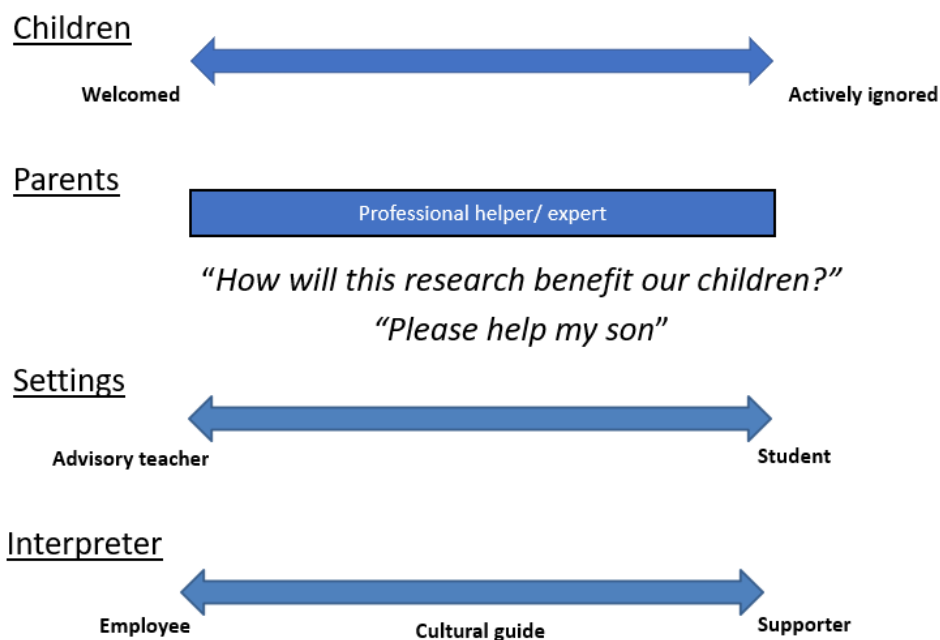 Children
Welcomed
Actively ignored
Parents
Professional helper/ expert
“How will this research benefit our children?”
“Please help my son”
Settings
Advisory teacher
Student
Interpreter
Employee
Cultural guide
Supporter